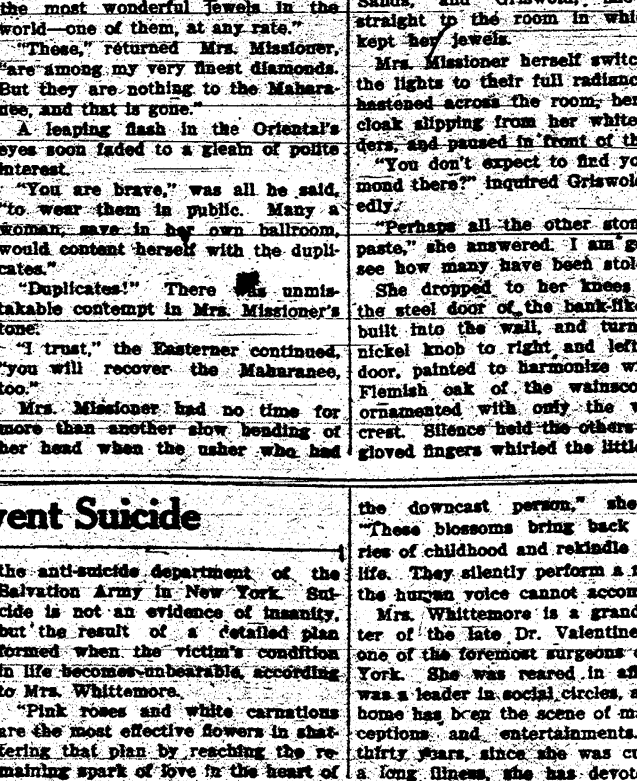 the most wonderful jewels in the
world—one of them, at any rate."
"These," returned Mrs. Missioner,
"are among my very finest diamonds.
But they are nothing to the Mahara-
nee, and that is gone."
A leaping flash in the Oriental's
eyes soon faded to a gleam of polite
interest.
"You are brave," was all he said,
"to wear them in public. Many a
woman, save in her own ballroom,
would content herself with the dupli-
cates."
"Duplicates!" There was unmis-
takable contempt in Mrs. Missioner's
tone.
"I trust," the Easterner continued,
"you will recover the Maharanee,
too."
Mrs. Missioner had no time for
more than another slow bending of
her head when the usher who had
Sands, and Griswold, she
straight to the room in whi
kept her jewels.
Mrs. Missioner herself switc
the lights to their full radianc
hastened across the room, her
cloak slipping from her white
ders, and paused in front of th
"You don't expect to find yo
mond there?" inquired Griswol
edly.
"Perhaps all the other ston
paste," she answered. I am g
see how many have been stol
She dropped to her knees
the steel door of the bank-lik
built into the wall, and turn
nickel knob to right and left
door, painted to harmonize w
Flemish oak of the wainsco
ornamented with only the
crest. Silence held the others
gloved fingers whirled the littl
vent Suicide
the anti-suicide department of the
Salvation Army in New York. Sui-
cide is not an evidence of insanity,
but the result of a detailed plan
formed when the victim's condition
in life becomes unbearable, according
to Mrs. Whittemore.
"Pink roses and white carnations
are the most effective flowers in shat-
tering that plan by reaching the re-
maining spark of love in the heart of
the downcast person," she
"These blossoms bring back
ries of childhood and rekindle
life. They silently perform a
the human voice cannot accom
Mrs. Whittemore is a grand
ter of the late Dr. Valentine
one of the foremost surgeons
York. She was reared in aff
was a leader in social circles, a
home has been the scene of m
ceptions and entertainments.
thirty years, since she was cu
a long illness, she has devo